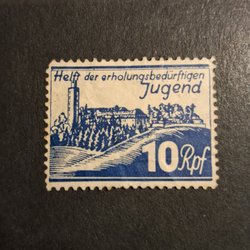 Helft der erholungsbedürftigen
Jugend
10 Rpf